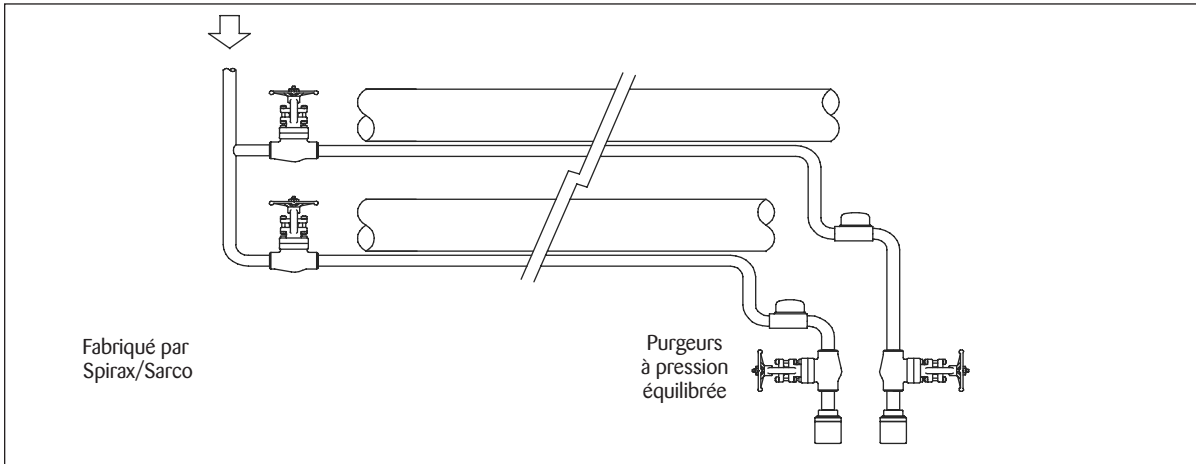 Fabriqué par
Spirax/Sarco
Purgeurs
à pression
équilibrée